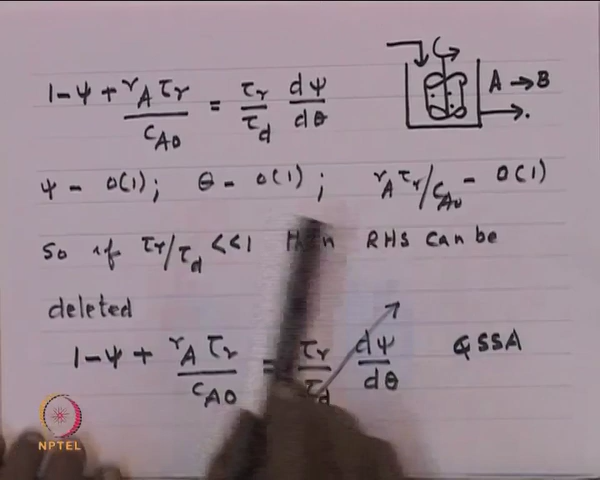 1-ψ + r_A τ_r / C_A0 = τ_r/τ_d dψ/dθ
A → B
ψ - O(1); θ - O(1); r_A τ_r/C_A0 - O(1)
So if τ_r/τ_d <<1 then RHS can be
deleted
1-ψ + r_A τ_r / C_A0 = τ_r/τ_d dψ/dθ QSSA
NPTEL